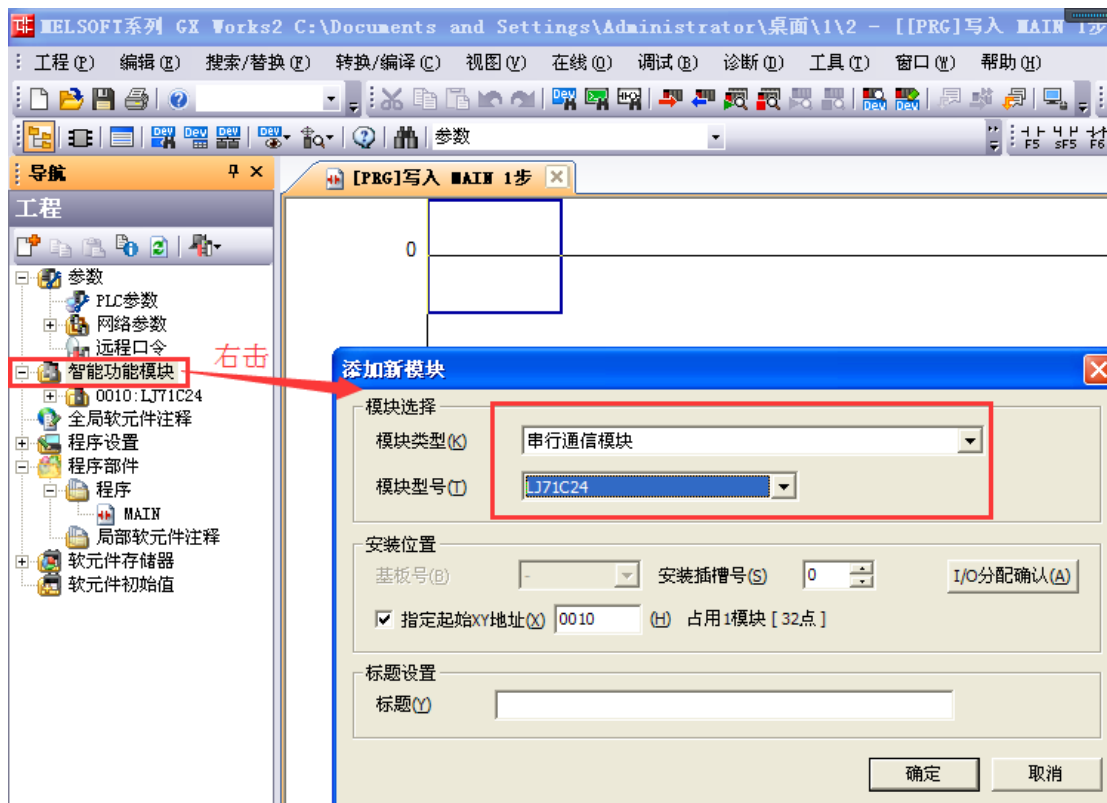 MELSOFT系列 GX Works2 C:\Documents and Settings\Administrator\桌面\1\2 - [[PRG]写入 MAIN 1步
工程(P) 编辑(E) 搜索/替换(F) 转换/编译(C) 视图(V) 在线(O) 调试(B) 诊断(D) 工具(T) 窗口(W) 帮助(H)
参数
F5 sF5 F6
导航
[PRG]写入 MAIN 1步
工程
0
参数
PLC参数
网络参数
远程口令
右击
智能功能模块
0010:LJ71C24
全局软元件注释
程序设置
程序部件
程序
MAIN
局部软元件注释
软元件存储器
软元件初始值
添加新模块
模块选择
模块类型(K) 串行通信模块
模块型号(T) LJ71C24
安装位置
基板号(B) - 安装插槽号(S) 0 I/O分配确认(A)
指定起始XY地址(X) 0010 (H) 占用1模块 [ 32点 ]
标题设置
标题(Y)
确定 取消